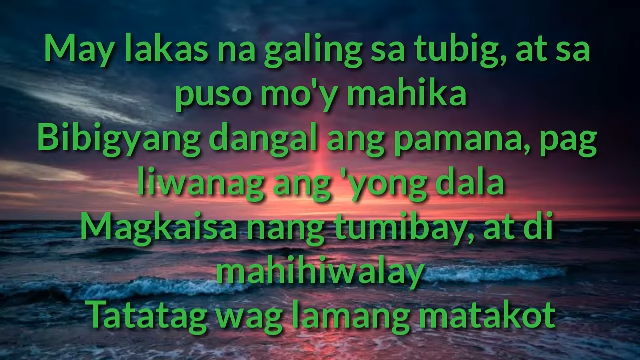 May lakas na galing sa tubig, at sa
puso mo'y mahika
Bibigyang dangal ang pamana, pag
liwanag ang 'yong dala
Magkaisa nang tumibay, at di
mahihiwalay
Tatatag wag lamang matakot